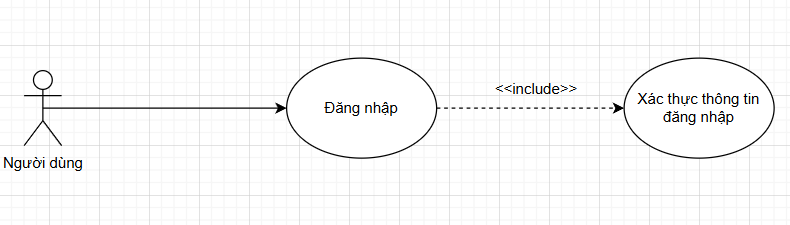 <<include>>
Đăng nhập
Xác thực thông tin
đăng nhập
Người dùng